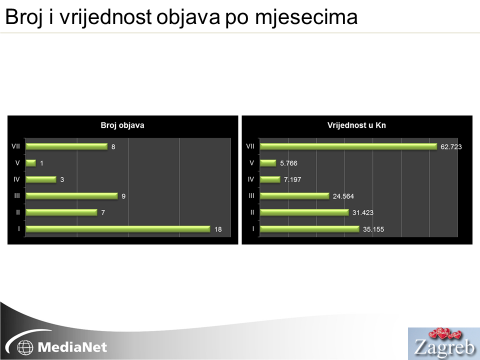 Broj i vrijednost objava po mjesecima
Broj objava
VII 8
V 1
IV 3
III 9
II 7
I 18
Vrijednost u Kn
VII 62.723
V 5.766
IV 7,197
III 24.564
II 31.423
I 35.155
MediaNet
Zagreb